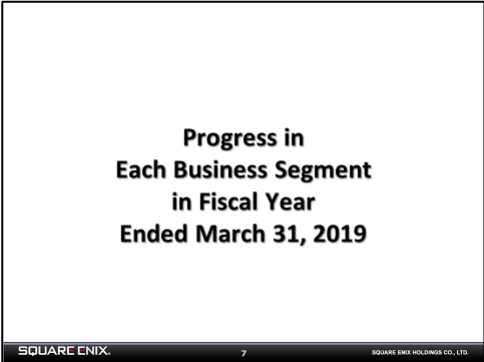 Progress in
Each Business Segment
in Fiscal Year
Ended March 31, 2019
SQUARE ENIX. 7 SQUARE ENIX HOLDINGS CO., LTD.